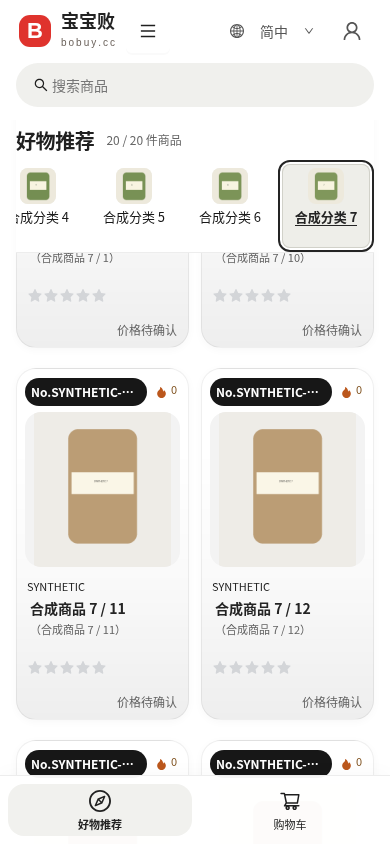 B 宝宝败
bobuy.cc
简中
搜索商品
好物推荐 20 / 20 件商品
合成分类 4 合成分类 5 合成分类 6 合成分类 7
（合成商品 7 / 1） （合成商品 7 / 10）
价格待确认 价格待确认
No.SYNTHETIC-… 0 No.SYNTHETIC-… 0
SYNTHETIC SYNTHETIC
合成商品 7 / 11 合成商品 7 / 12
（合成商品 7 / 11） （合成商品 7 / 12）
价格待确认 价格待确认
No.SYNTHETIC-… 0 No.SYNTHETIC-… 0
好物推荐 购物车